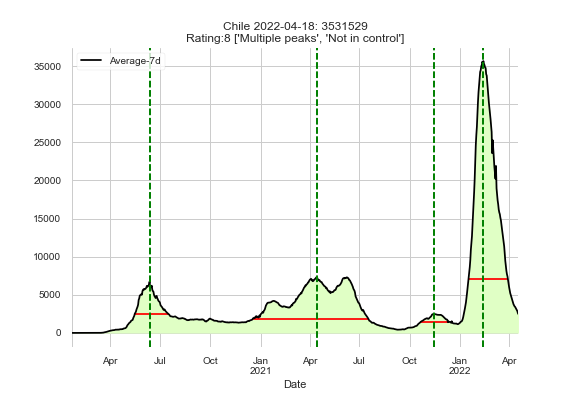 Chile 2022-04-18: 3531529
Rating:8 ['Multiple peaks', 'Not in control']
Average-7d
35000
30000
25000
20000
15000
10000
5000
0
Apr Jul Oct Jan Apr Jul Oct Jan Apr
2021 2022
Date